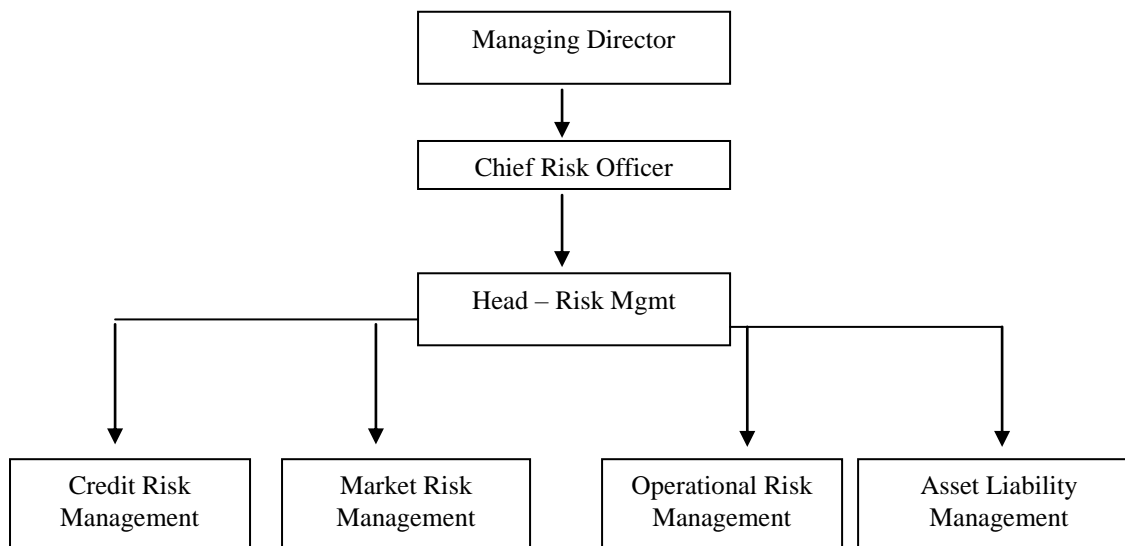 Managing Director
Chief Risk Officer
Head – Risk Mgmt
Credit Risk
Management
Market Risk
Management
Operational Risk
Management
Asset Liability
Management